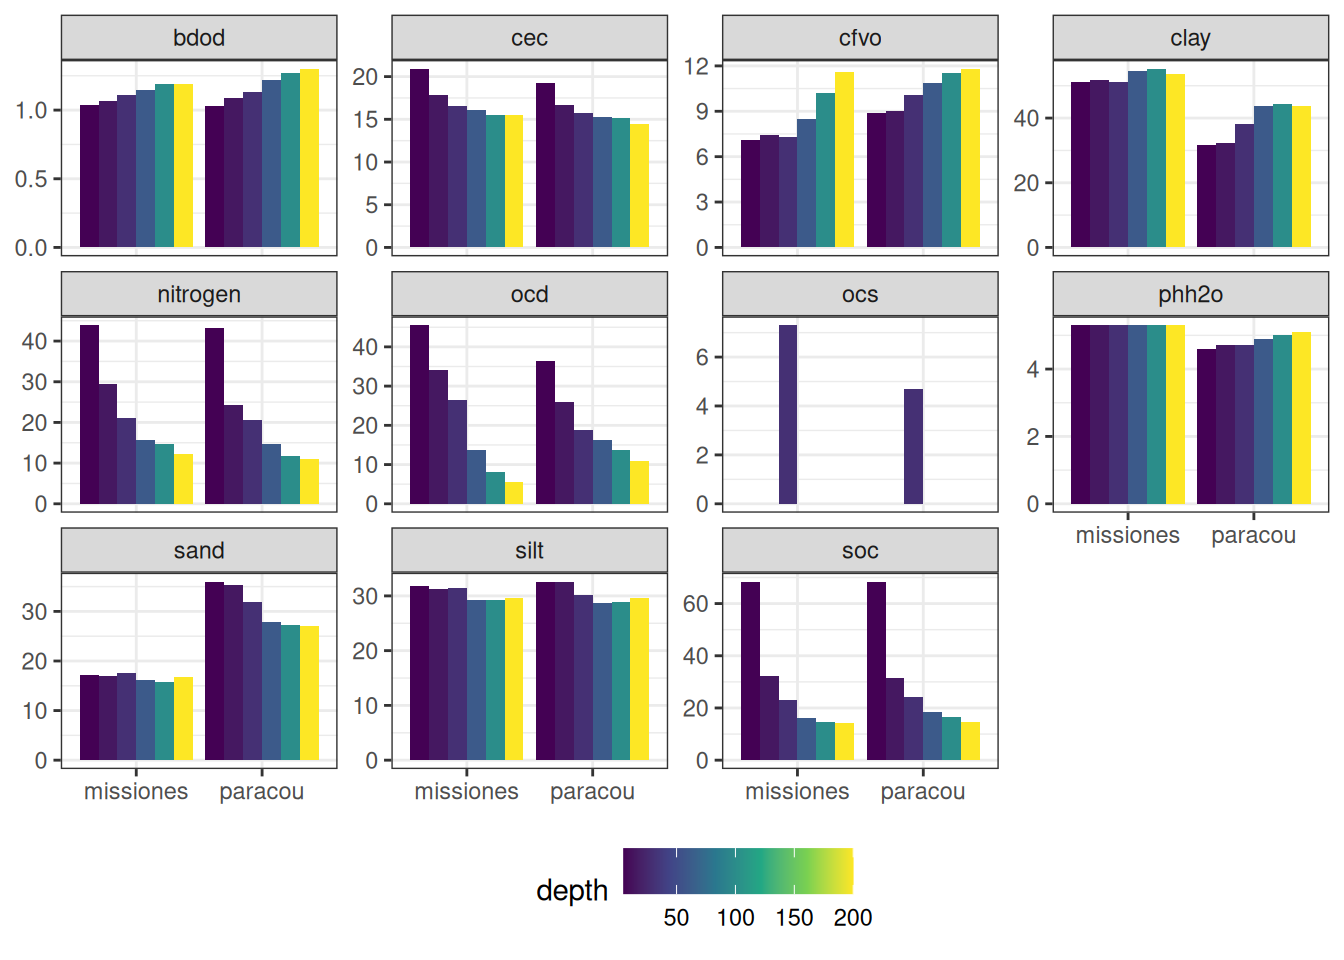 bdod cec cfvo clay
0.0 0.5 1.0
0 5 10 15 20
0 3 6 9 12
0 20 40
nitrogen ocd ocs phh2o
0 10 20 30 40
0 10 20 30 40
0 2 4 6
0 2 4
missiones paracou
sand silt soc
0 10 20 30
0 10 20 30
0 20 40 60
missiones paracou missiones paracou missiones paracou
depth
50 100 150 200